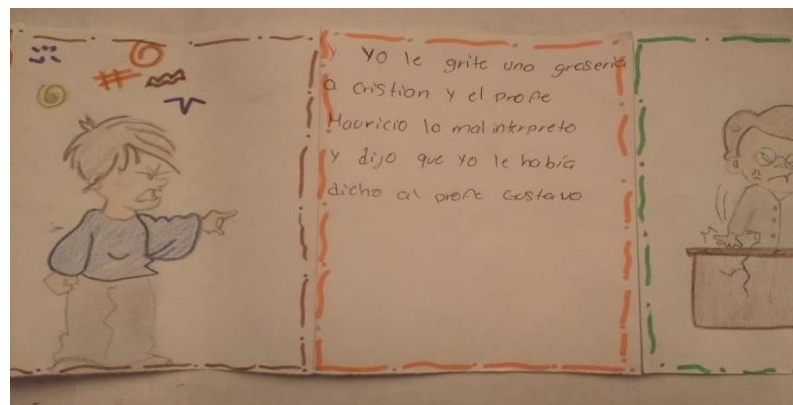 Y Yo le grite una groseria
a Cristian y el profe
Mauricio lo mal interpreto
y dijo que yo le había
dicho al profe Gustavo